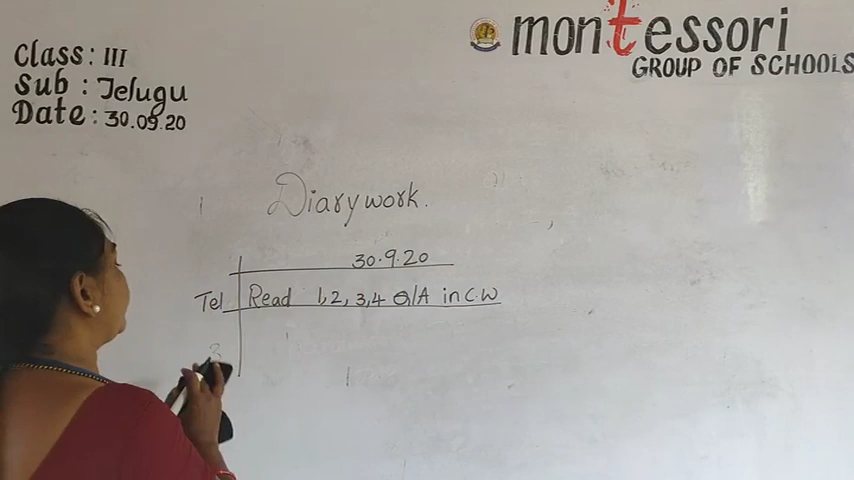 montessori
GROUP OF SCHOOLS
Class: III
Sub : Telugu
Date : 30.09.20
Diary work.
30.9.20
Tel Read 1,2,3,4 Q/A in C.W